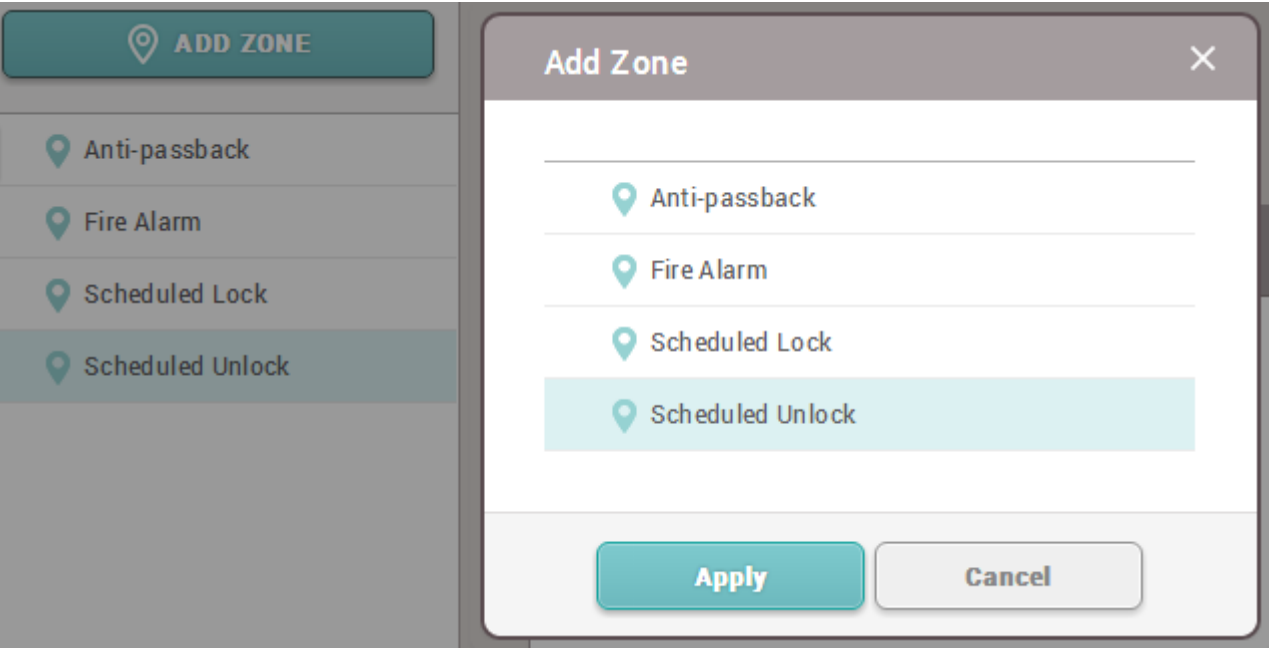 ADD ZONE
Anti-passback
Fire Alarm
Scheduled Lock
Scheduled Unlock
Add Zone
Anti-passback
Fire Alarm
Scheduled Lock
Scheduled Unlock
Apply
Cancel